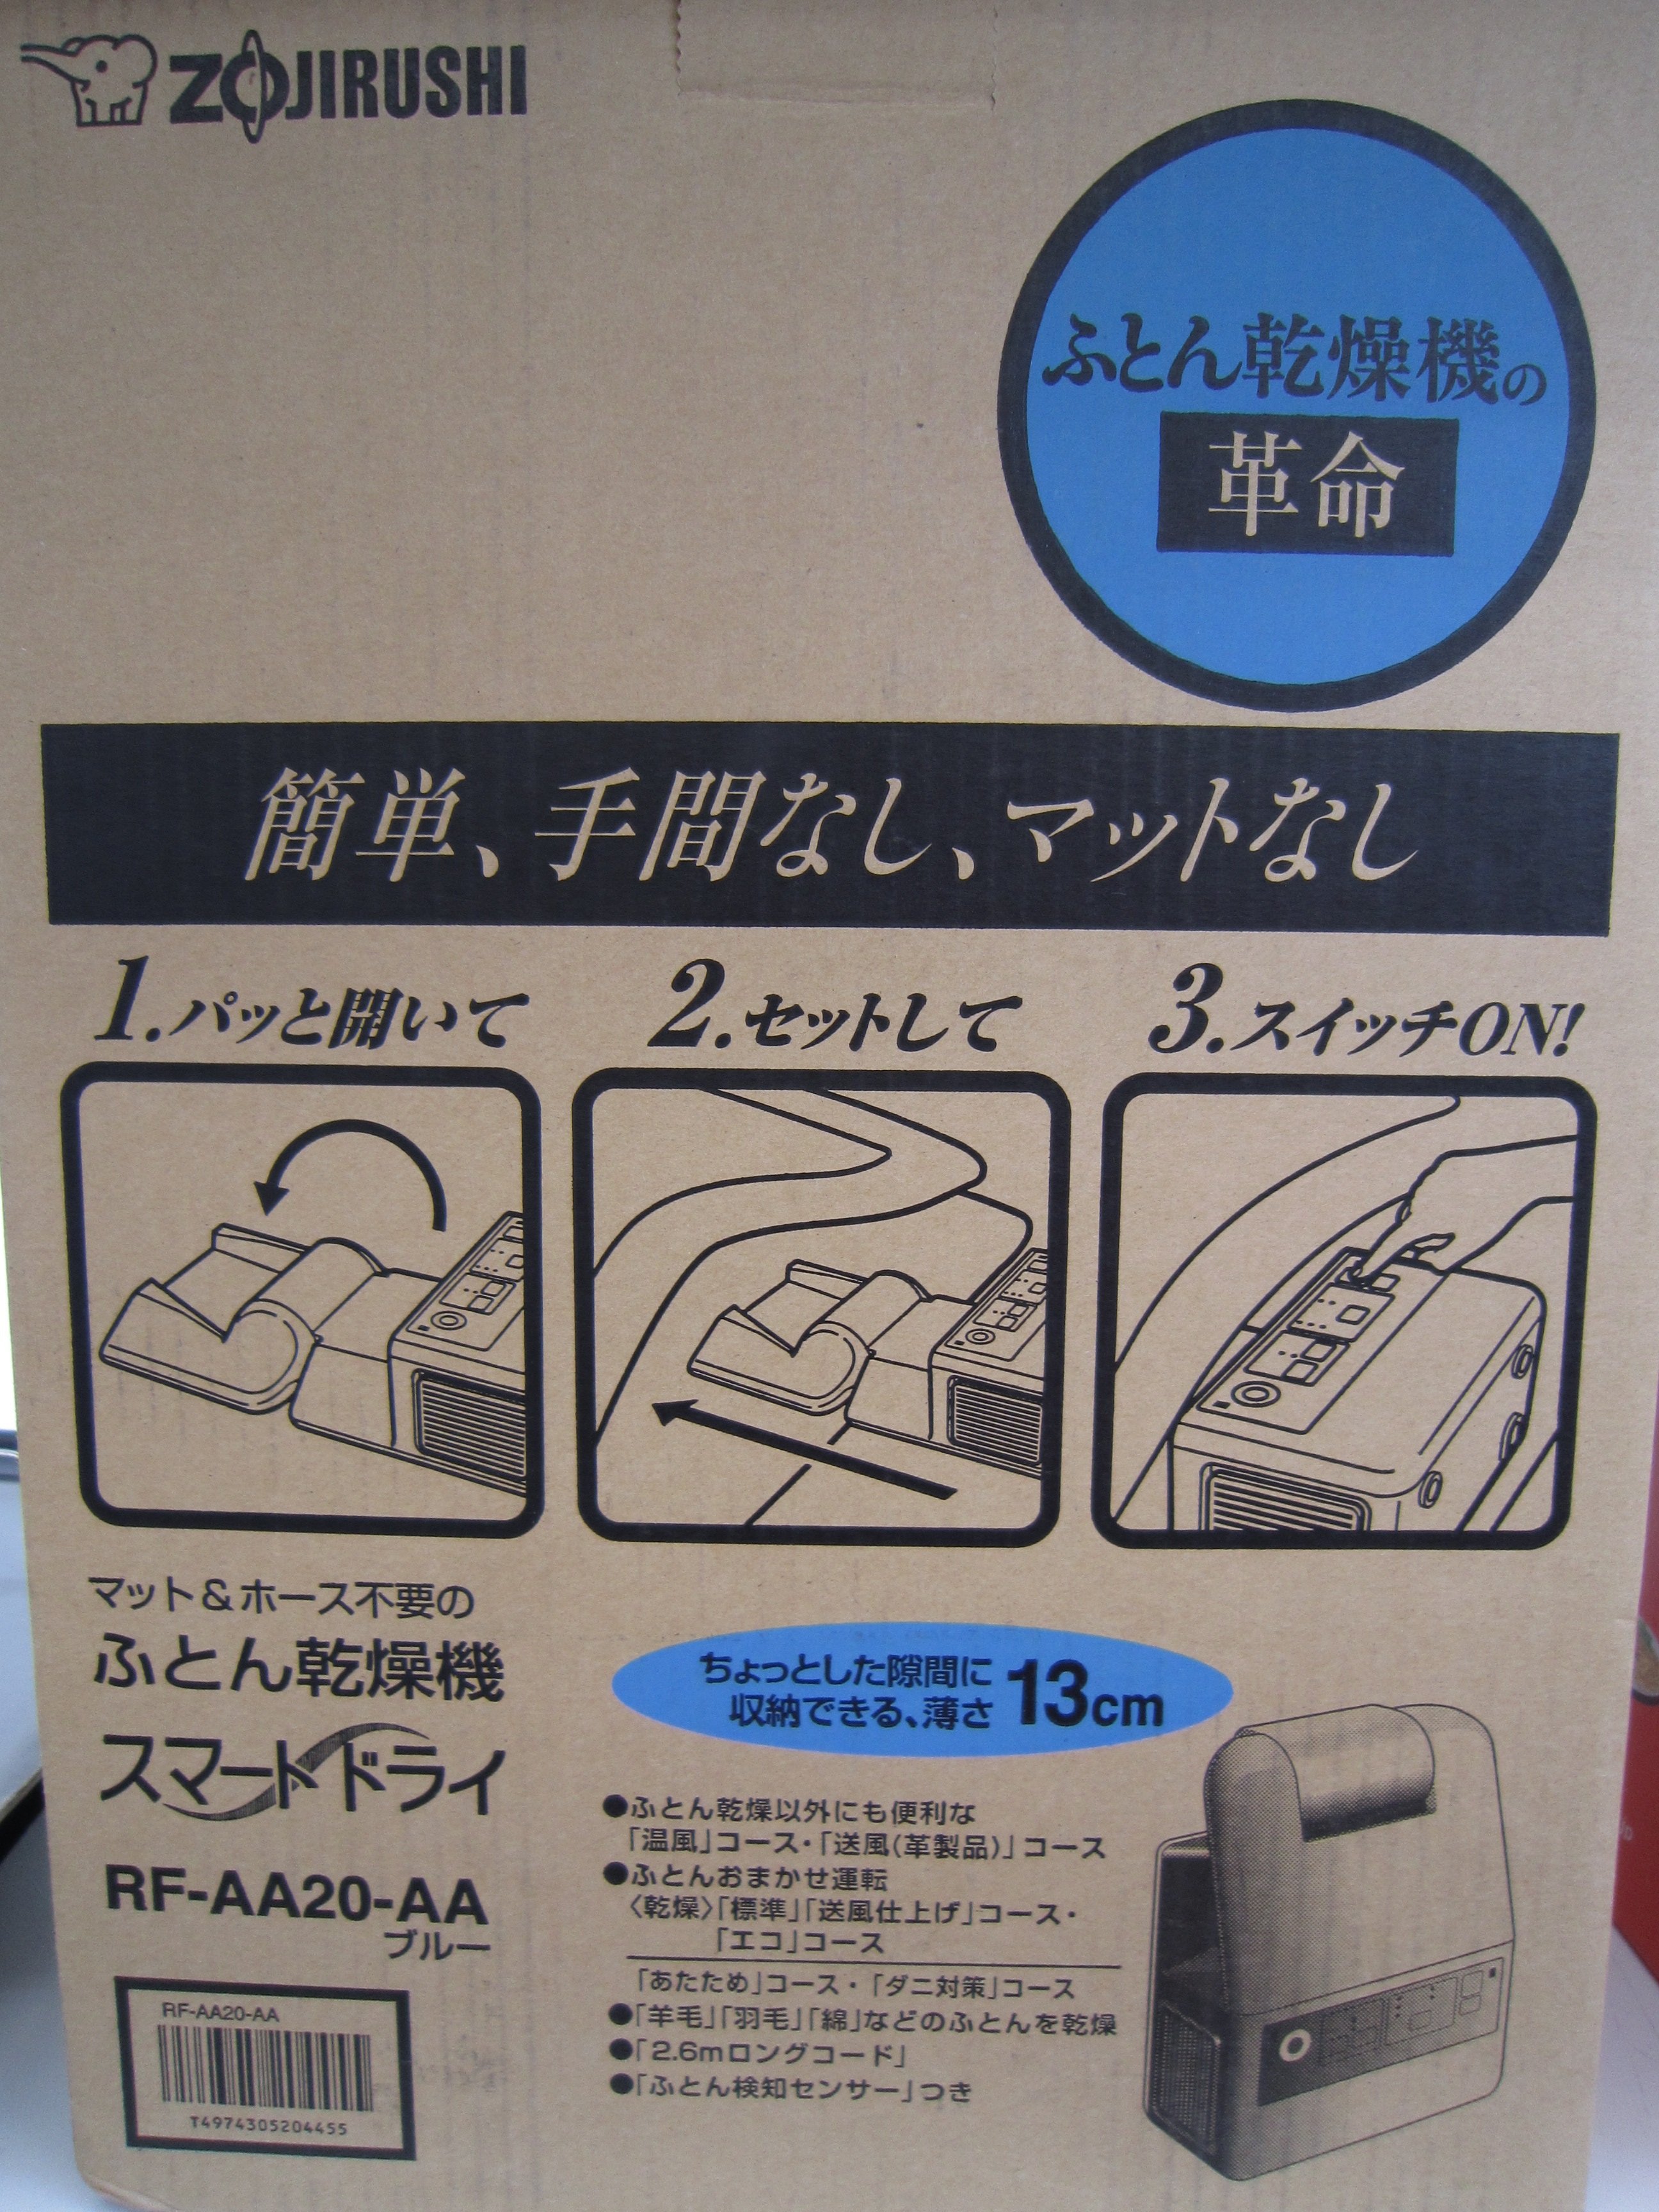 ZOJIRUSHI
ふとん乾燥機の
革命
簡単、手間なし、マットなし
1.パッと開いて
2.セットして
3.スイッチON!
マット&ホース不要の
ふとん乾燥機
スマートドライ
RF-AA20-AA
ブルー
RF-AA20-AA
T4974305204455
ちょっとした隙間に
収納できる、薄さ13cm
●ふとん乾燥以外にも便利な
「温風」コース・「送風(革製品)」コース
●ふとんおまかせ運転
〈乾燥〉「標準」「送風仕上げ」コース・
「エコ」コース
「あたため」コース・「ダニ対策」コース
●「羊毛」「羽毛」「綿」などのふとんを乾燥
●「2.6mロングコード」
●「ふとん検知センサー」つき